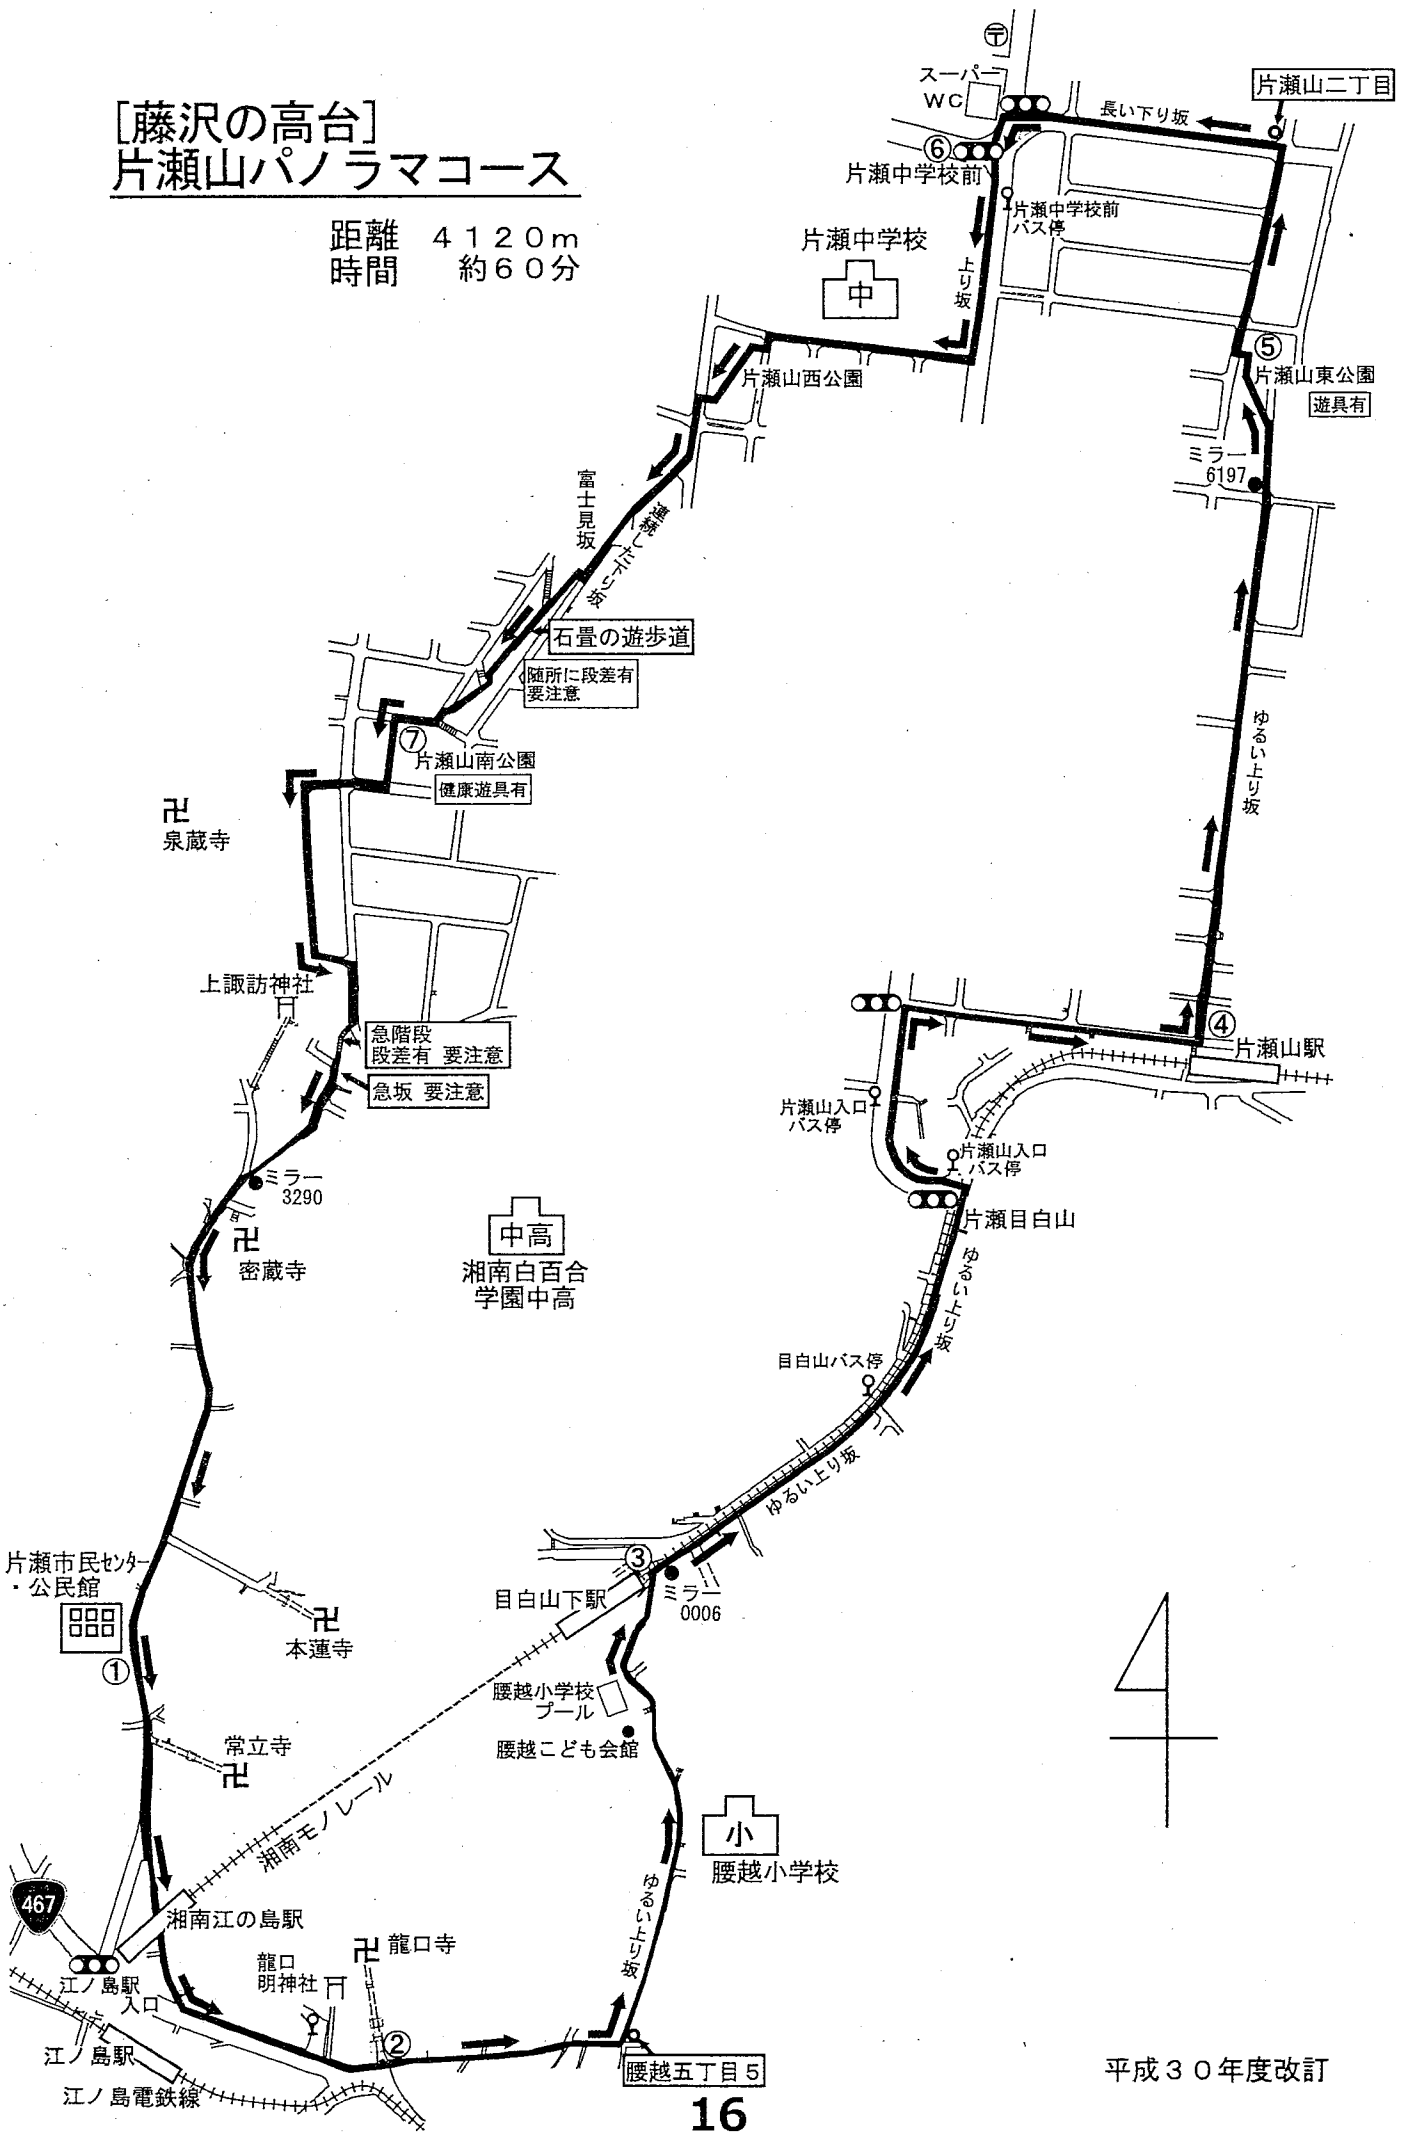 ［藤沢の高台］
片瀬山パノラマコース
距離　４１２０ｍ
時間　約６０分
〒
スーパー
ＷＣ
片瀬山二丁目
長い下り坂
⑥
片瀬中学校前
片瀬中学校前
バス停
片瀬中学校
中
上り坂
⑤
片瀬山東公園
遊具有
片瀬山西公園
ミラー
6197
富士見坂
連続した下り坂
石畳の遊歩道
随所に段差有
要注意
⑦
片瀬山南公園
健康遊具有
ゆるい上り坂
卍
泉蔵寺
上諏訪神社
急階段
段差有　要注意
急坂　要注意
④
片瀬山駅
片瀬山入口
バス停
片瀬山入口
バス停
片瀬目白山
ミラー
3290
卍
密蔵寺
中高
湘南白百合
学園中高
ゆるい上り坂
目白山バス停
ゆるい上り坂
片瀬市民センター
・公民館
①
卍
本蓮寺
③
目白山下駅
ミラー
0006
腰越小学校
プール
腰越こども会館
常立寺
卍
湘南モノレール
小
腰越小学校
ゆるい上り坂
467
湘南江の島駅
江ノ島駅
入口
龍口
明神社
卍
龍口寺
②
江ノ島駅
江ノ島電鉄線
腰越五丁目５
平成３０年度改訂
16